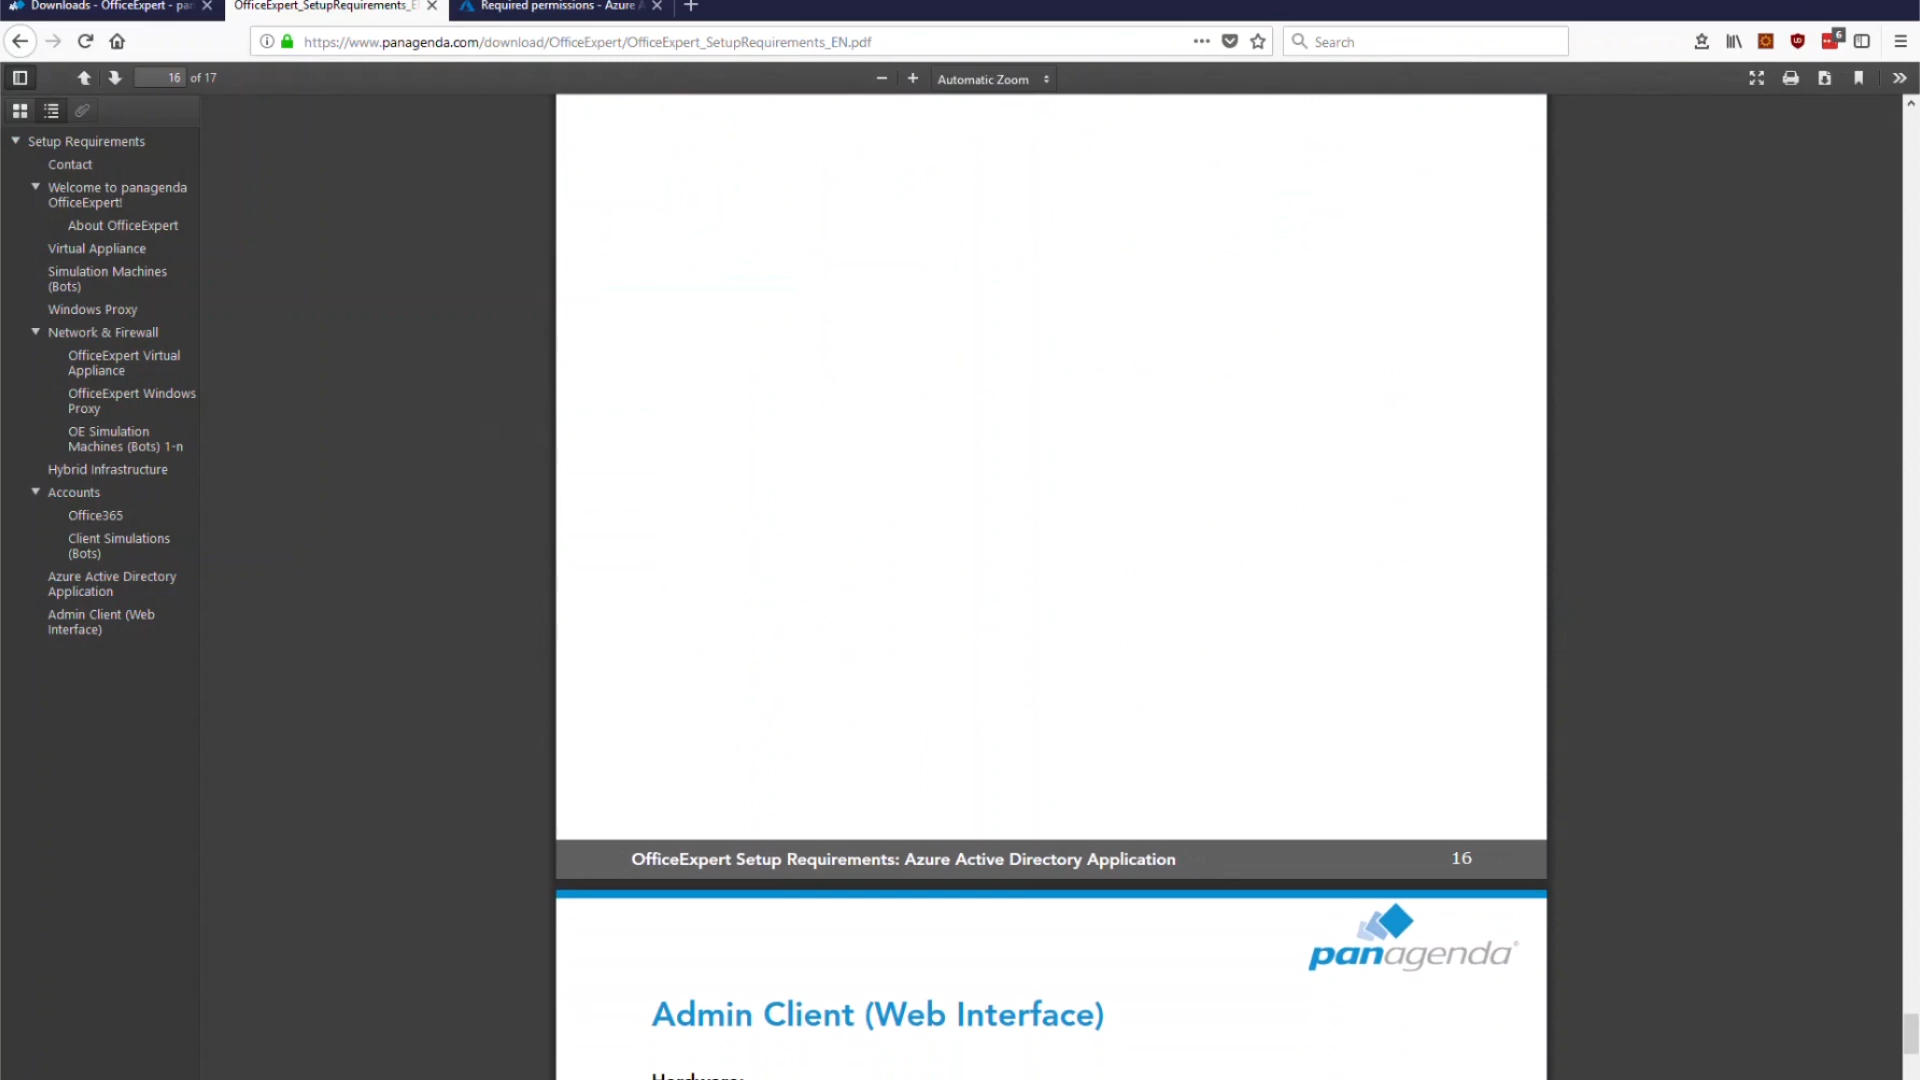 Downloads - OfficeExpert - pan
OfficeExpert_SetupRequirements_E
Required permissions - Azure A
https://www.panagenda.com/download/OfficeExpert/OfficeExpert_SetupRequirements_EN.pdf
Search
6
16 of 17
Automatic Zoom
Setup Requirements
Contact
Welcome to panagenda
OfficeExpert!
About OfficeExpert
Virtual Appliance
Simulation Machines
(Bots)
Windows Proxy
Network & Firewall
OfficeExpert Virtual
Appliance
OfficeExpert Windows
Proxy
OE Simulation
Machines (Bots) 1-n
Hybrid Infrastructure
Accounts
Office365
Client Simulations
(Bots)
Azure Active Directory
Application
Admin Client (Web
Interface)
OfficeExpert Setup Requirements: Azure Active Directory Application 16
panagenda®
Admin Client (Web Interface)
Hardware: